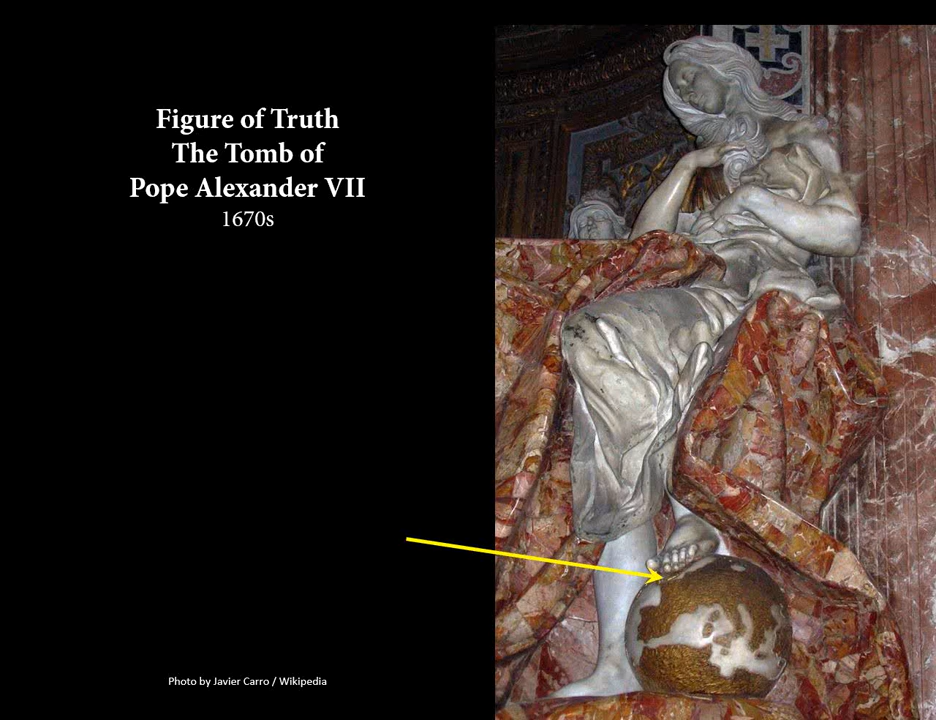 Figure of Truth
The Tomb of
Pope Alexander VII
1670s
Photo by Javier Carro / Wikipedia